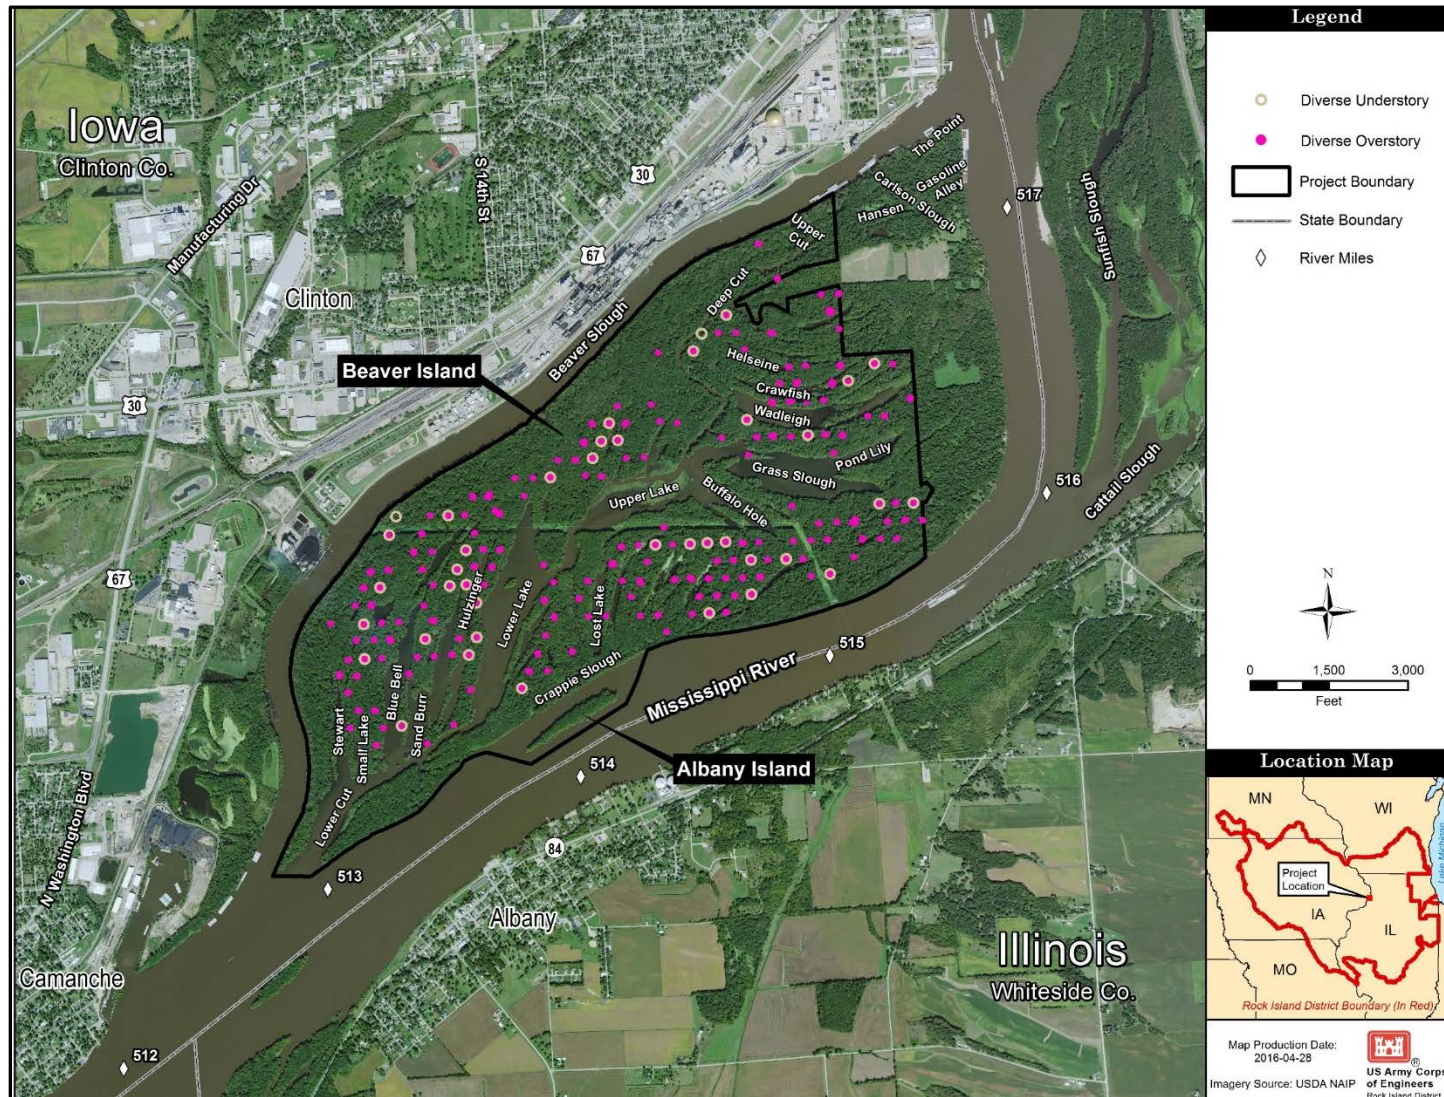 Iowa
Clinton Co.
Manufacturing Dr
S 14th St
30
67
Clinton
30
Beaver Slough
Beaver Island
67
N Washington Blvd
Camanche
The Point
Gasoline
Alley
Carlson Slough
Hansen
Upper
Cut
Deep Cut
Helseine
Crawfish
Wadleigh
Pond Lily
Grass Slough
Buffalo Hole
Upper Lake
Hulzinger
Lower Lake
Lost Lake
Crappie Slough
Blue Bell
Sand Burr
Stewart
Small Lake
Lower Cut
Albany Island
Mississippi River
Sunfish Slough
Cattail Slough
517
516
515
514
513
512
84
Albany
Illinois
Whiteside Co.
Legend
Diverse Understory
Diverse Overstory
Project Boundary
State Boundary
River Miles
N
0 1,500 3,000
Feet
Location Map
MN
WI
Lake Michigan
Project
Location
IA
IL
MO
Rock Island District Boundary (In Red)
Map Production Date:
2016-04-28
Imagery Source: USDA NAIP
®
US Army Corps
of Engineers
Rock Island District